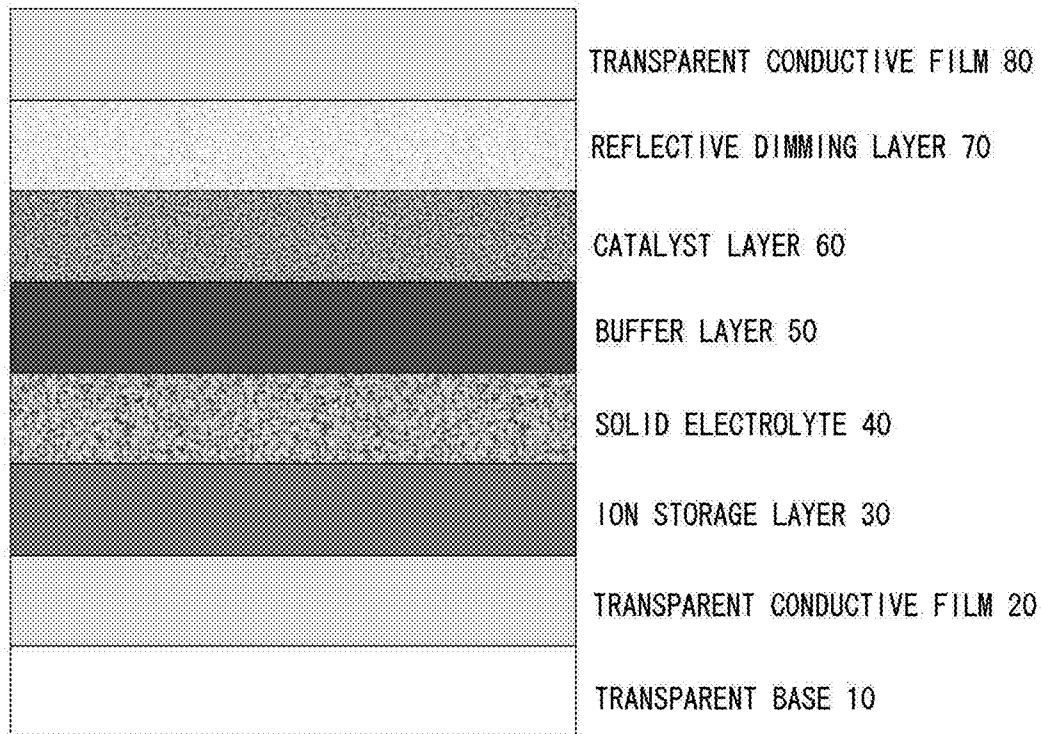 TRANSPARENT CONDUCTIVE FILM 80
REFLECTIVE DIMMING LAYER 70
CATALYST LAYER 60
BUFFER LAYER 50
SOLID ELECTROLYTE 40
ION STORAGE LAYER 30
TRANSPARENT CONDUCTIVE FILM 20
TRANSPARENT BASE 10